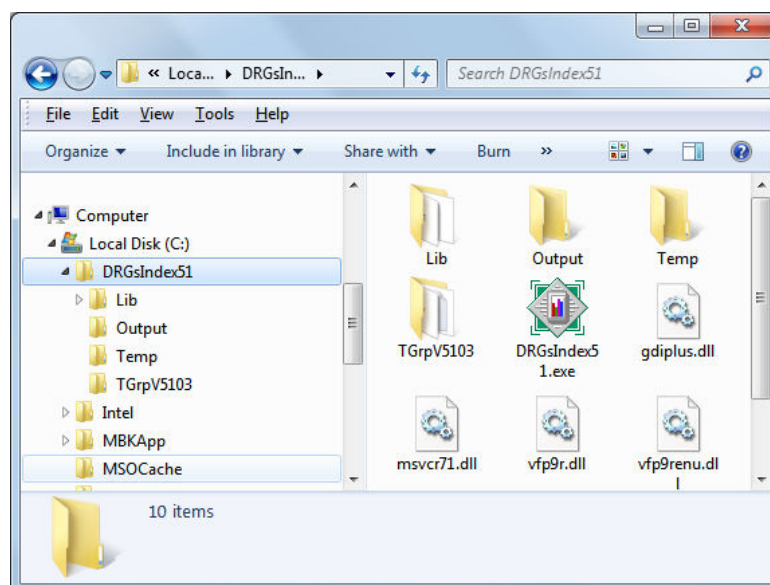 « Loca... ▸ DRGsIn... ▸ Search DRGsIndex51
File Edit View Tools Help
Organize Include in library Share with Burn »
Computer
Local Disk (C:)
DRGsIndex51
Lib
Output
Temp
TGrpV5103
Intel
MBKApp
MSOCache
Lib Output Temp
TGrpV5103 DRGsIndex5 gdiplus.dll
1.exe
msvcr71.dll vfp9r.dll vfp9renu.dl
l
10 items